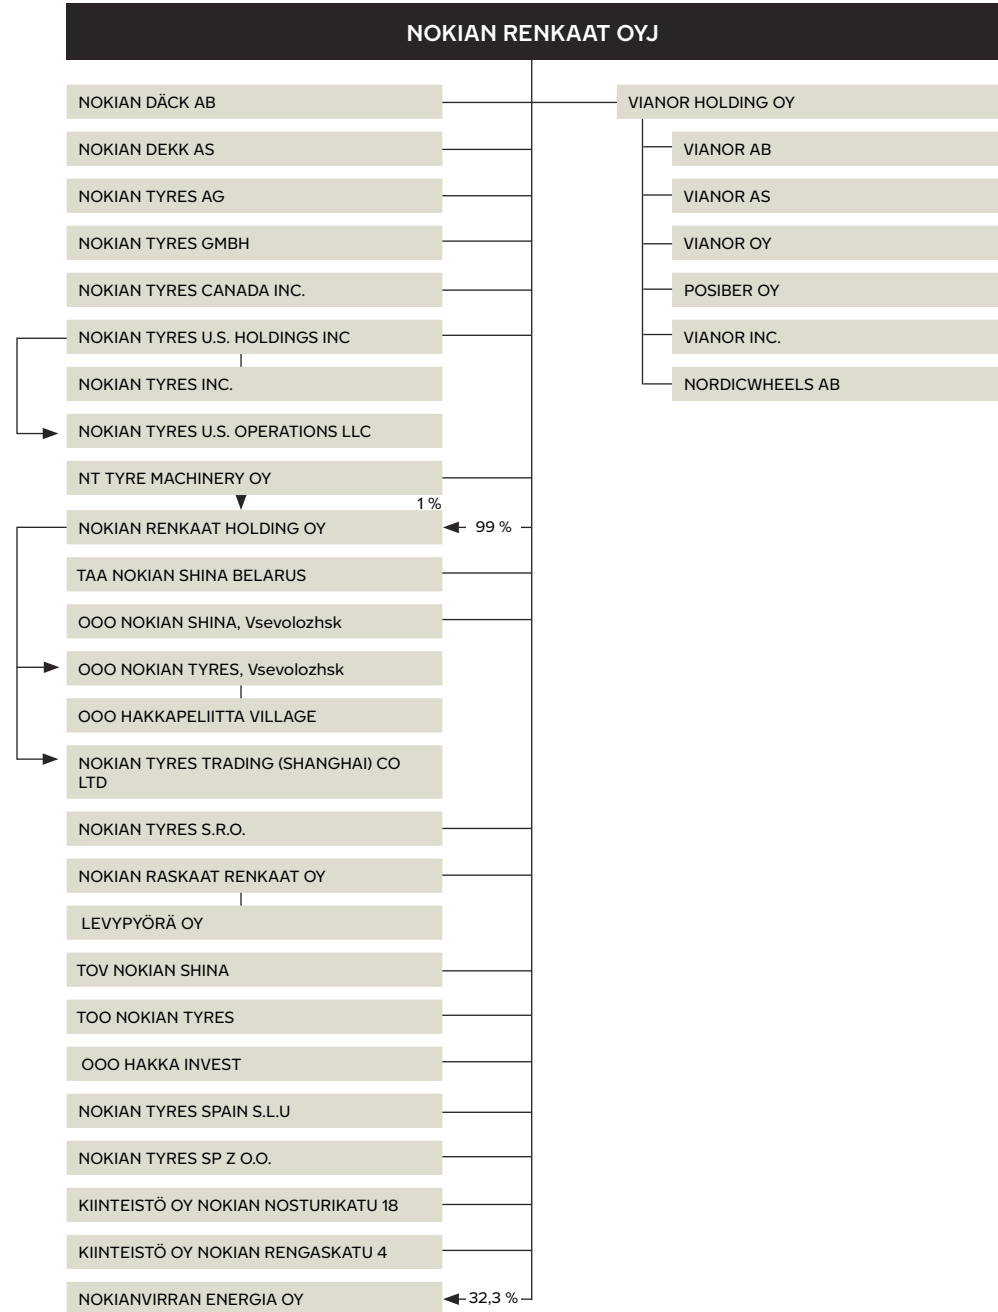 NOKIAN RENKAAT OYJ
NOKIAN DÄCK AB
NOKIAN DEKK AS
NOKIAN TYRES AG
NOKIAN TYRES GMBH
NOKIAN TYRES CANADA INC.
NOKIAN TYRES U.S. HOLDINGS INC
NOKIAN TYRES INC.
NOKIAN TYRES U.S. OPERATIONS LLC
NT TYRE MACHINERY OY
1 %
NOKIAN RENKAAT HOLDING OY
99 %
TAA NOKIAN SHINA BELARUS
OOO NOKIAN SHINA, Vsevolozhsk
OOO NOKIAN TYRES, Vsevolozhsk
OOO HAKKAPELIITTA VILLAGE
NOKIAN TYRES TRADING (SHANGHAI) CO
LTD
NOKIAN TYRES S.R.O.
NOKIAN RASKAAT RENKAAT OY
LEVYPYÖRÄ OY
TOV NOKIAN SHINA
TOO NOKIAN TYRES
OOO HAKKA INVEST
NOKIAN TYRES SPAIN S.L.U
NOKIAN TYRES SP Z O.O.
KIINTEISTÖ OY NOKIAN NOSTURIKATU 18
KIINTEISTÖ OY NOKIAN RENGASKATU 4
NOKIANVIRRAN ENERGIA OY
32,3 %
VIANOR HOLDING OY
VIANOR AB
VIANOR AS
VIANOR OY
POSIBER OY
VIANOR INC.
NORDICWHEELS AB